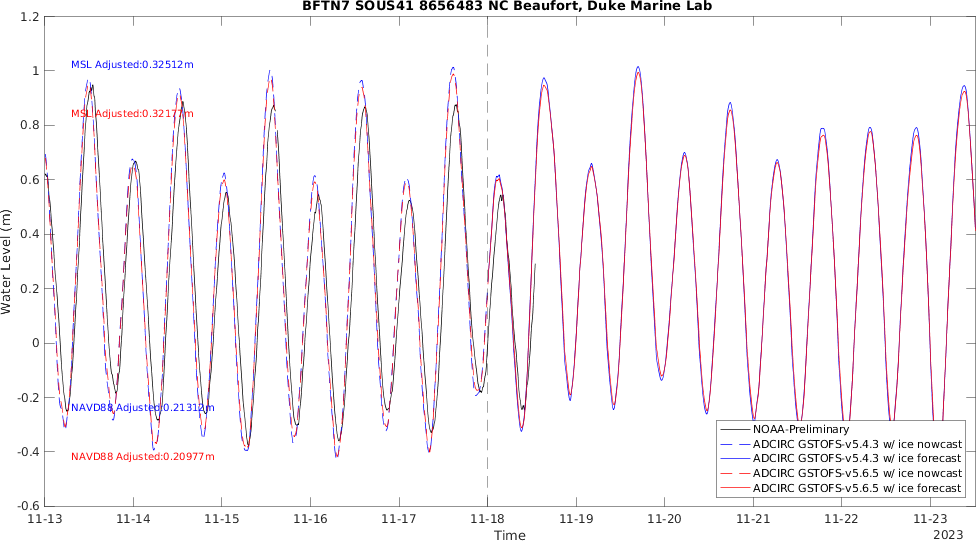 BFTN7 SOUS41 8656483 NC Beaufort, Duke Marine Lab
1.2
1
0.8
0.6
0.4
0.2
0
-0.2
-0.4
-0.6
Water Level (m)
MSL Adjusted:0.32512m
MSL Adjusted:0.32177m
NAVD88 Adjusted:0.21312m
NAVD88 Adjusted:0.20977m
NOAA-Preliminary
ADCIRC GSTOFS-v5.4.3 w/ ice nowcast
ADCIRC GSTOFS-v5.4.3 w/ ice forecast
ADCIRC GSTOFS-v5.6.5 w/ ice nowcast
ADCIRC GSTOFS-v5.6.5 w/ ice forecast
11-13 11-14 11-15 11-16 11-17 11-18 11-19 11-20 11-21 11-22 11-23
Time
2023